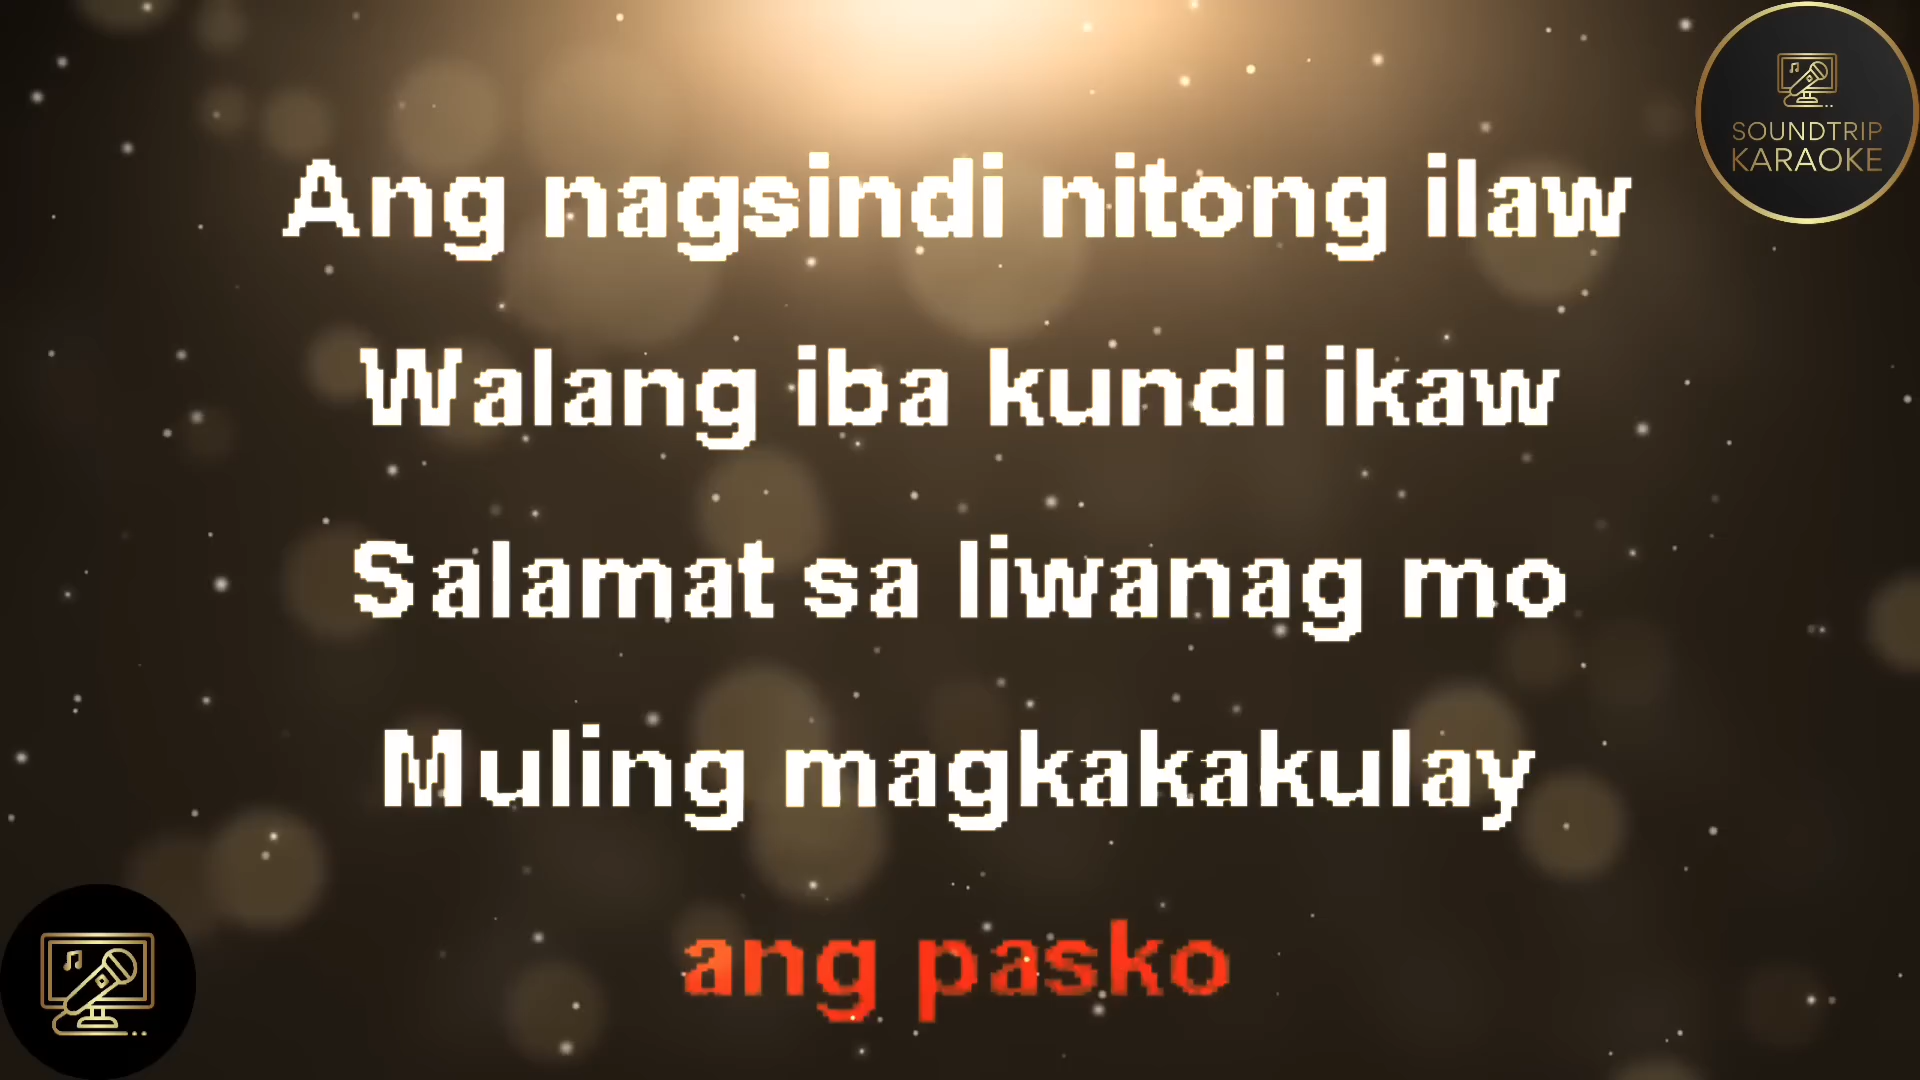 SOUNDTRIP
KARAOKE
Ang nagsindi nitong ilaw
Walang iba kundi ikaw
Salamat sa liwanag mo
Muling magkakakulay
ang pasko